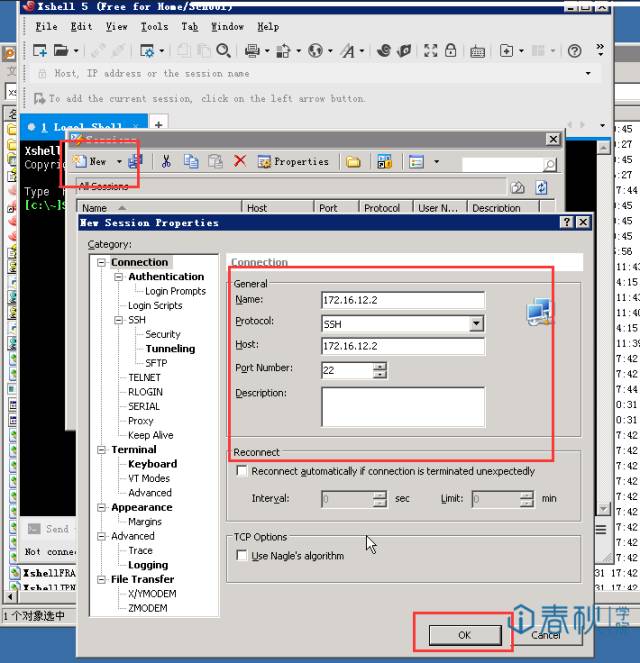 Xshell 5 (Free for Home/School)
File Edit View Tools Tab Window Help
Host, IP address or the session name
To add the current session, click on the left arrow button.
1 Local Shell
Sessions
New Properties
All Sessions
Name Host Port Protocol User N... Description
Xshell
Copyri
Type
[c:\~]$
New Session Properties
Category:
Connection
Authentication
Login Prompts
Login Scripts
SSH
Security
Tunneling
SFTP
TELNET
RLOGIN
SERIAL
Proxy
Keep Alive
Terminal
Keyboard
VT Modes
Advanced
Appearance
Margins
Advanced
Trace
Logging
File Transfer
X/YMODEM
ZMODEM
Connection
General
Name: 172.16.12.2
Protocol: SSH
Host: 172.16.12.2
Port Number: 22
Description:
Reconnect
Reconnect automatically if connection is terminated unexpectedly
Interval: 0 sec Limit: 0 min
TCP Options
Use Nagle's algorithm
OK Cancel
Send
Not conne
XshellFRA
1 个对象选中
春秋学院